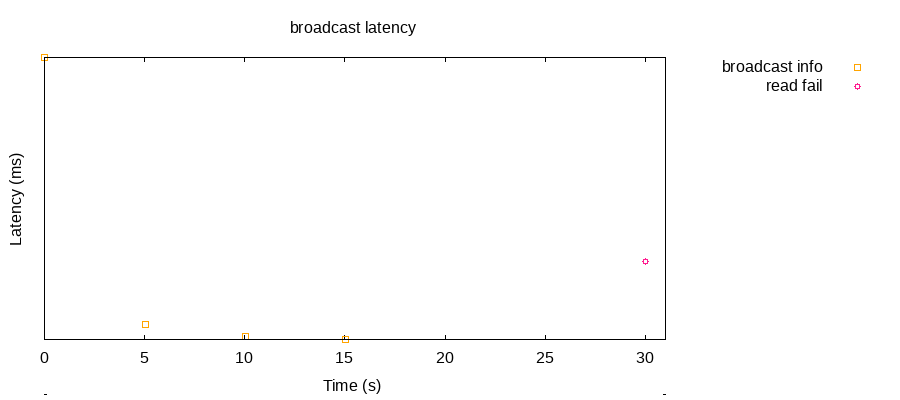 broadcast latency
broadcast info
read fail
Latency (ms)
0 5 10 15 20 25 30
Time (s)